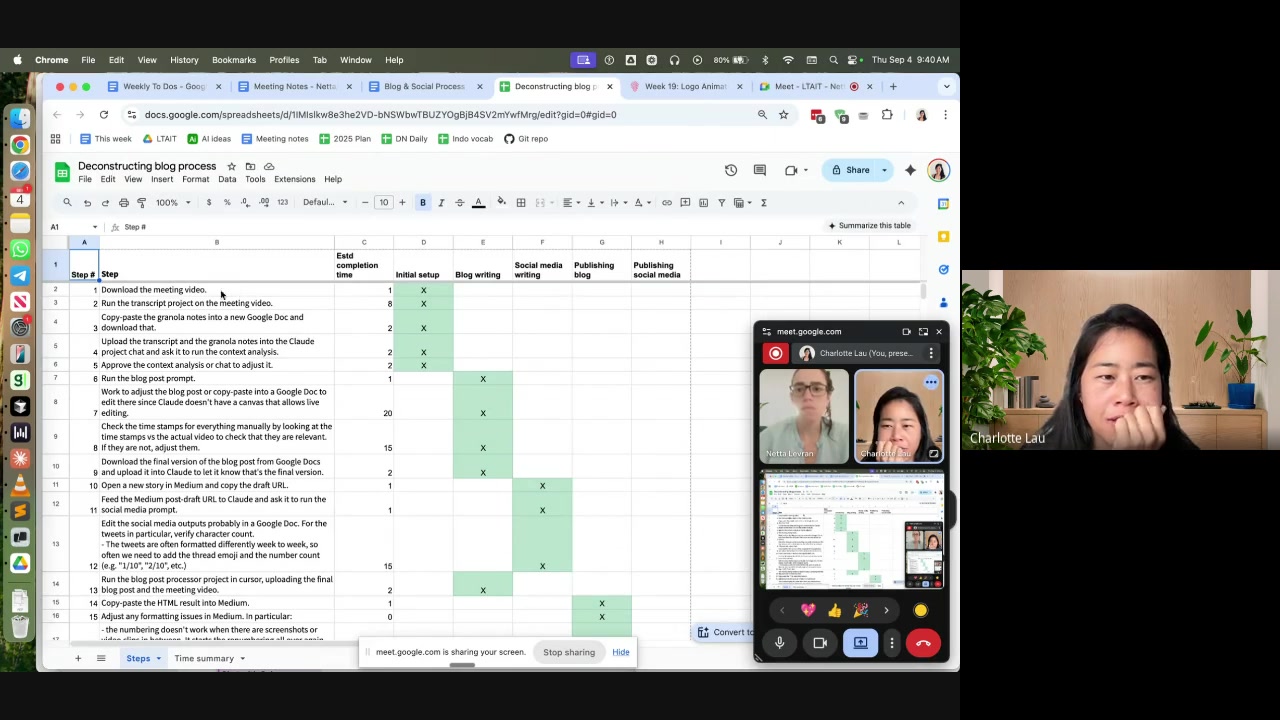 Chrome File Edit View History Bookmarks Profiles Tab Window Help 80% Thu Sep 4 9:40 AM
Weekly To Dos - Goog Meeting Notes - Netta Blog & Social Process Deconstructing blog p Week 19: Logo Animat Meet - LTAIT - Net
docs.google.com/spreadsheets/d/
This week LTAIT AI ideas Meeting notes 2025 Plan DN Daily Indo vocab Git repo
Deconstructing blog process
Share
File Edit View Insert Format Data Tools Extensions Help
100% $ % .0 .00 123 Defaul... 10 B I A
A1 fx Step # Summarize this table
A B C D E F G H I J K L
1 Step # Step Estd completion time Initial setup Blog writing Social media writing Publishing blog Publishing social media
2 1 Download the meeting video. 1 X
3 2 Run the transcript project on the meeting video. 8 X
Copy-paste the granola notes into a new Google Doc and
4 3 download that. 2 X
Upload the transcript and the granola notes into the Claude
5 4 project chat and ask it to run the context analysis. 2 X
6 5 Approve the context analysis or chat to adjust it. 2 X
7 6 Run the blog post prompt. 1 X
Work to adjust the blog post or copy-paste into a Google Doc to
edit there since Claude doesn't have a canvas that allows live
8 7 editing. 20 X
Check the time stamps for everything manually by looking at the
time stamps vs the actual video to check that they are relevant.
9 8 If they are not, adjust them. 15 X
Download the final version of the blog post from Google Docs
10 9 and upload it into Claude to let it know that's the final version. 2 X
11 10 Open a new story in Medium and copy the draft URL. 1 X
Feed the Medium post-draft URL to Claude and ask it to run the
12 11 social media prompt. 1 X
Edit the social media outputs probably in a Google Doc. For the
tweets in particular, verify character count.
- The tweets are often formatted differently week to week, so
often we need to add the thread emoji and the number count
13 12 (e.g. "1/10", "2/10", etc.) 15 X
Run the blog post processor project in cursor, uploading the final
14 13 blog post and the meeting video. 2 X
15 14 Copy-paste the HTML result into Medium. 1 X
16 15 Adjust any formatting issues in Medium. In particular: 0 X
17 - the numbering doesn't work when there are screenshots or
Convert to
Steps Time summary
meet.google.com is sharing your screen. Stop sharing Hide
meet.google.com
Charlotte Lau (You, prese...
Netta Levran
Charlotte Lau
Charlotte Lau